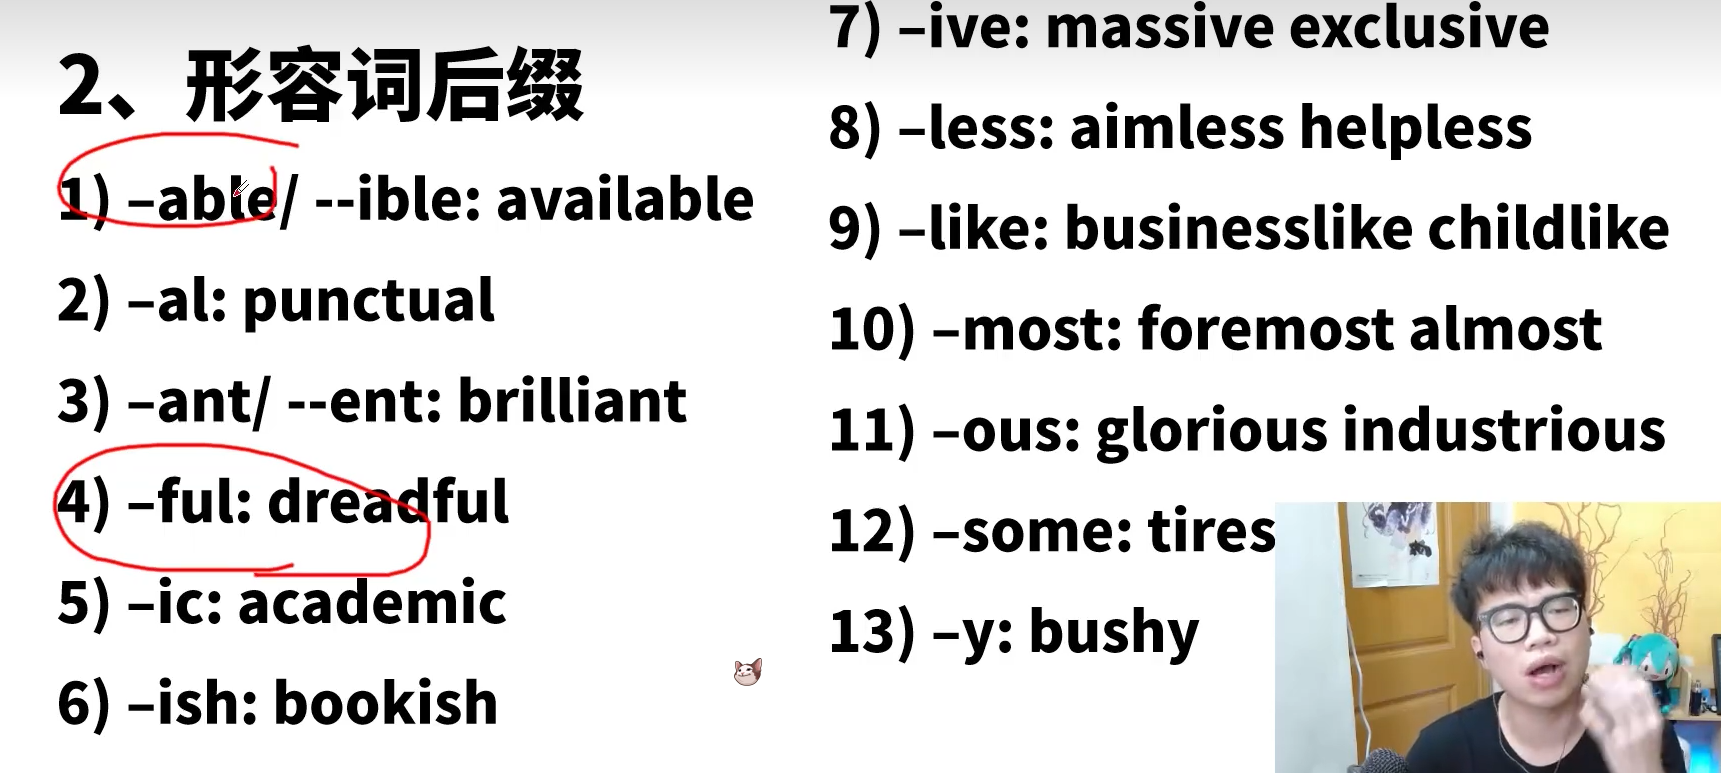 2、形容词后缀
1) –able/ --ible: available
2) –al: punctual
3) –ant/ --ent: brilliant
4) –ful: dreadful
5) –ic: academic
6) –ish: bookish
7) –ive: massive exclusive
8) –less: aimless helpless
9) –like: businesslike childlike
10) –most: foremost almost
11) –ous: glorious industrious
12) –some: tires
13) –y: bushy